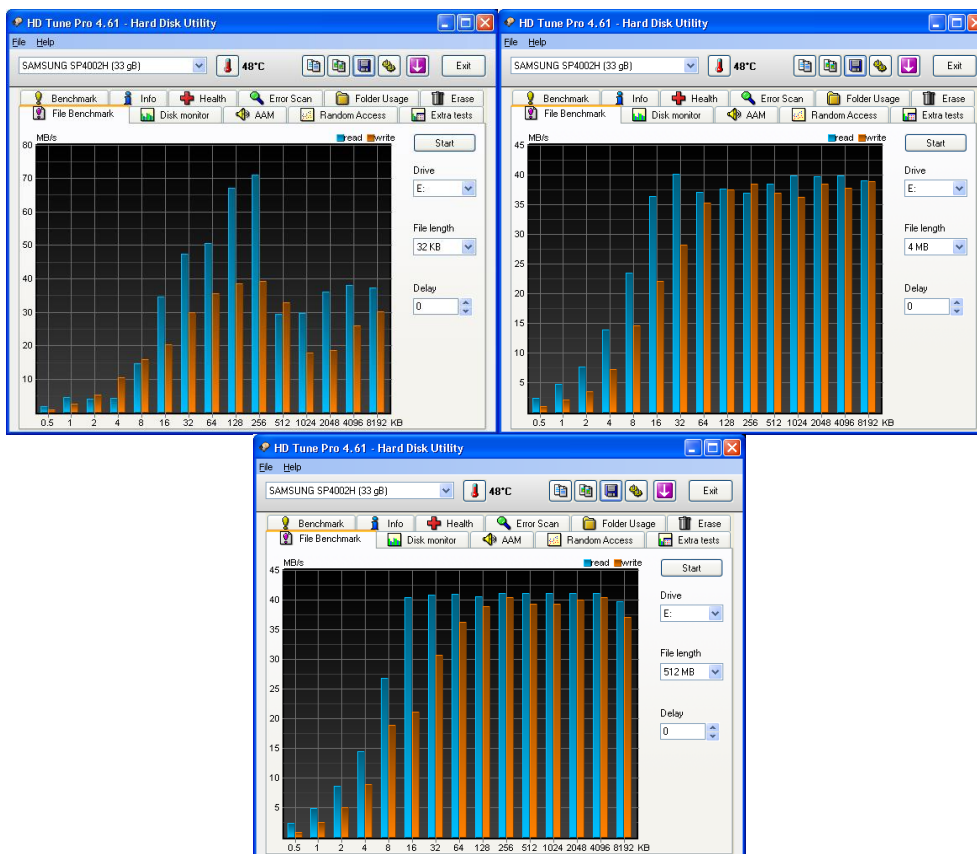 HD Tune Pro 4.61 - Hard Disk Utility
File Help
SAMSUNG SP4002H (33 gB) 48°C Exit
Benchmark Info Health Error Scan Folder Usage Erase
File Benchmark Disk monitor AAM Random Access Extra tests
MB/s read write Start
80
70
60
50
40
30
20
10
0.5 1 2 4 8 16 32 64 128 256 512 1024 2048 4096 8192 KB
Drive
E:
File length
32 KB
Delay
0
HD Tune Pro 4.61 - Hard Disk Utility
File Help
SAMSUNG SP4002H (33 gB) 48°C Exit
Benchmark Info Health Error Scan Folder Usage Erase
File Benchmark Disk monitor AAM Random Access Extra tests
MB/s read write Start
45
40
35
30
25
20
15
10
5
0.5 1 2 4 8 16 32 64 128 256 512 1024 2048 4096 8192 KB
Drive
E:
File length
4 MB
Delay
0
HD Tune Pro 4.61 - Hard Disk Utility
File Help
SAMSUNG SP4002H (33 gB) 48°C Exit
Benchmark Info Health Error Scan Folder Usage Erase
File Benchmark Disk monitor AAM Random Access Extra tests
MB/s read write Start
45
40
35
30
25
20
15
10
5
0.5 1 2 4 8 16 32 64 128 256 512 1024 2048 4096 8192 KB
Drive
E:
File length
512 MB
Delay
0